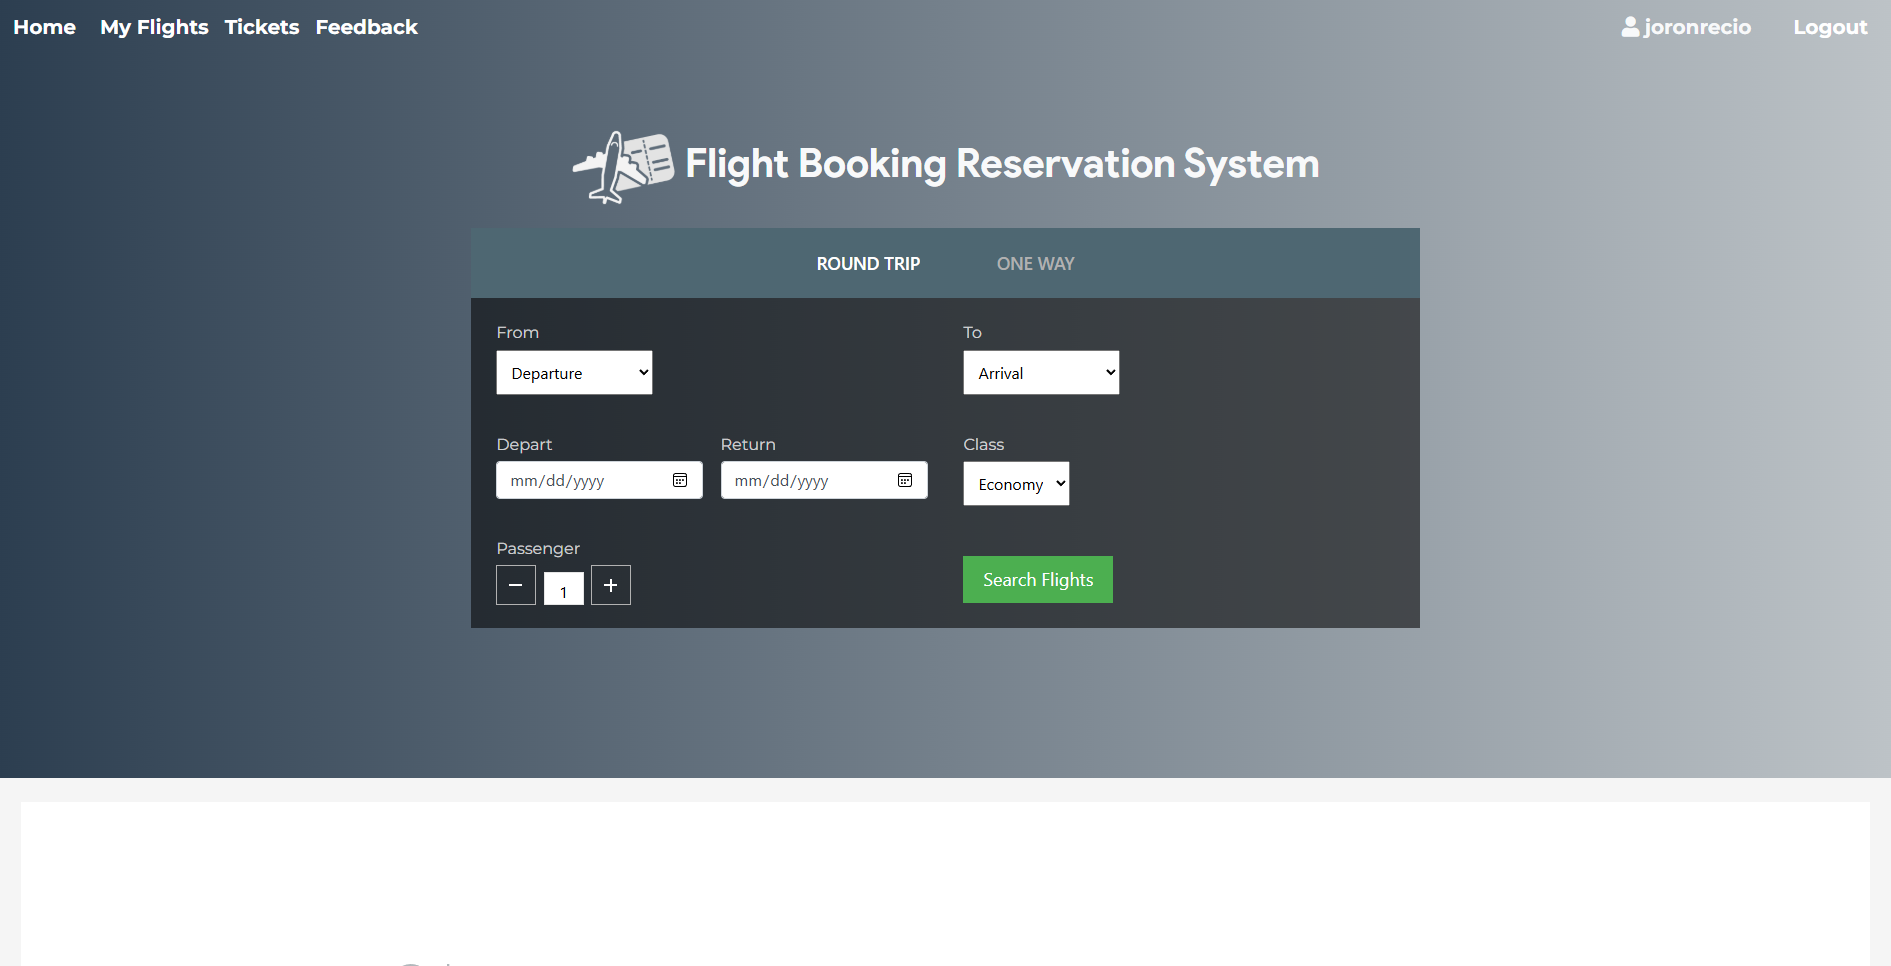 Home My Flights Tickets Feedback joronrecio Logout
Flight Booking Reservation System
ROUND TRIP ONE WAY
From To
Departure Arrival
Depart Return Class
mm/dd/yyyy mm/dd/yyyy Economy
Passenger
− 1 + Search Flights